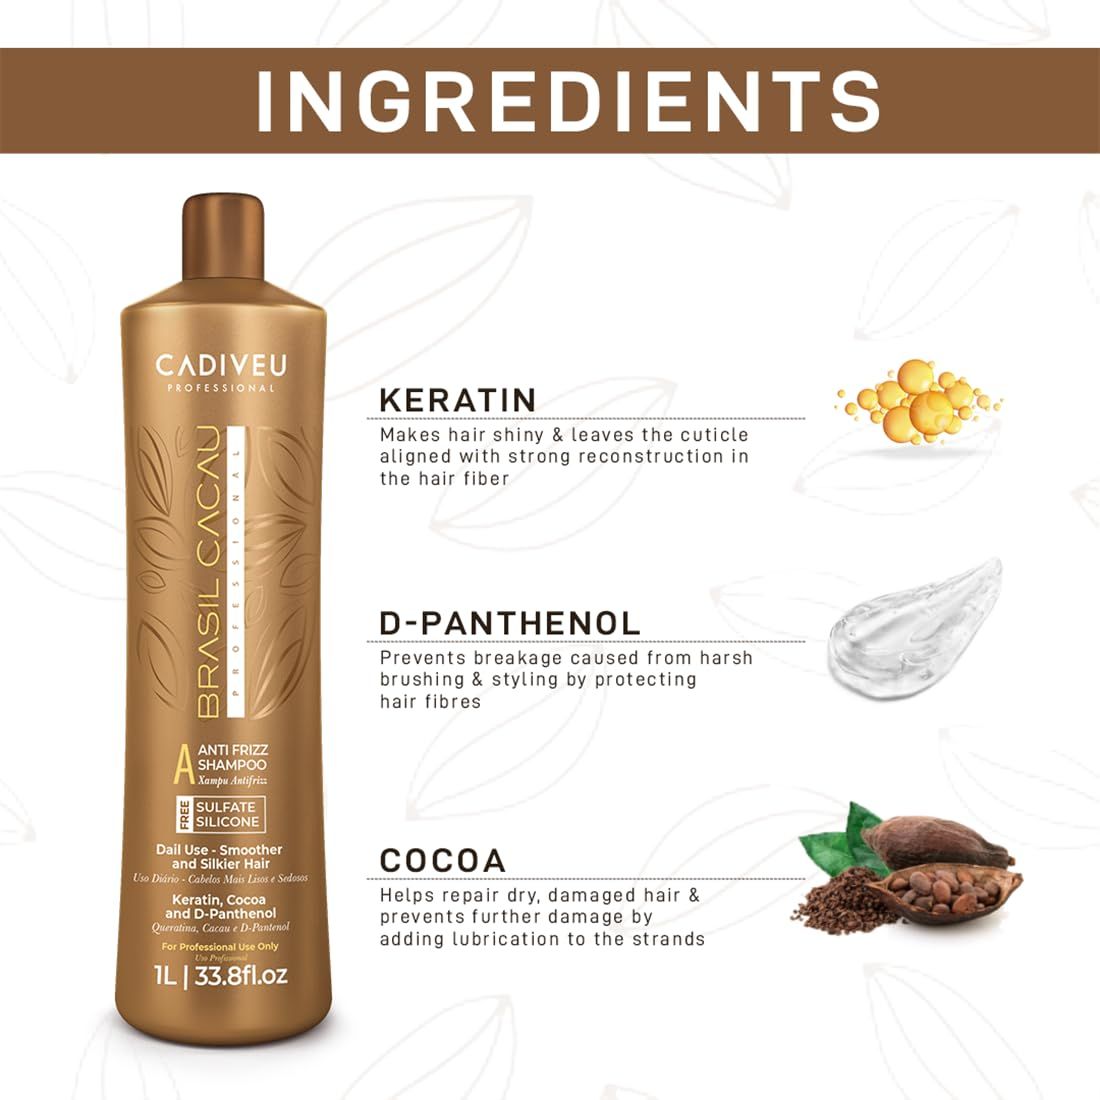 INGREDIENTS
CADIVEU
PROFESSIONAL
BRASIL CACAU
PROFESSIONAL
A ANTI FRIZZ
SHAMPOO
Xampu Antifrizz
FREE SULFATE
SILICONE
Dail Use - Smoother
and Silkier Hair
Uso Diário - Cabelos Mais Lisos e Sedosos
Keratin, Cocoa
and D-Panthenol
Queratina, Cacau e D-Pantenol
For Professional Use Only
Uso Profissional
1L | 33.8fl.oz
KERATIN
Makes hair shiny & leaves the cuticle
aligned with strong reconstruction in
the hair fiber
D-PANTHENOL
Prevents breakage caused from harsh
brushing & styling by protecting
hair fibres
COCOA
Helps repair dry, damaged hair &
prevents further damage by
adding lubrication to the strands